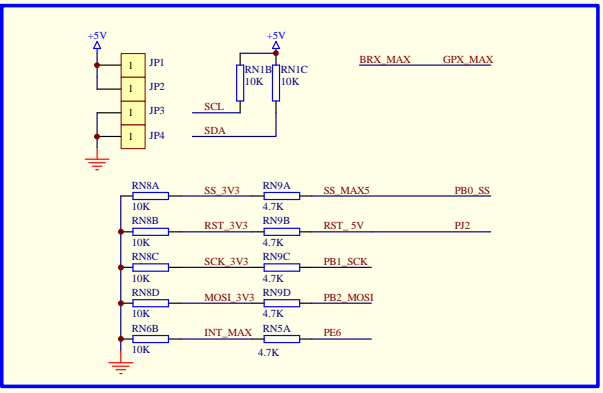 +5V
+5V
1 JP1
1 JP2
1 JP3
1 JP4
RN1B RN1C
10K 10K
SCL
SDA
BRX_MAX GPX_MAX
RN8A SS_3V3 RN9A SS_MAX5 PB0_SS
10K 4.7K
RN8B RST_3V3 RN9B RST_ 5V PJ2
10K 4.7K
RN8C SCK_3V3 RN9C PB1_SCK
10K 4.7K
RN8D MOSI_3V3 RN9D PB2_MOSI
10K 4.7K
RN6B INT_MAX RN5A PE6
10K 4.7K